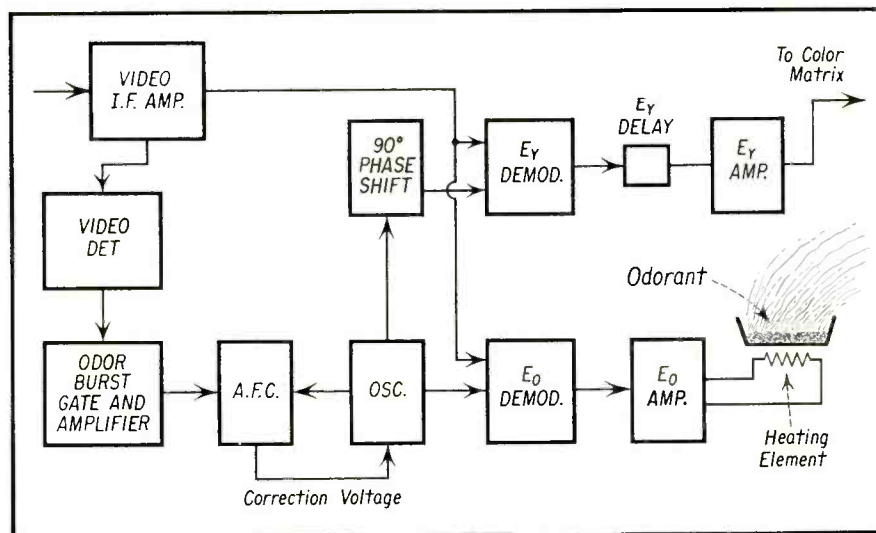 VIDEO
I.F. AMP.
To Color
Matrix
90°
PHASE
SHIFT
EY
DEMOD.
EY
DELAY
EY
AMP.
VIDEO
DET
Odorant
ODOR
BURST
GATE AND
AMPLIFIER
A.F.C.
OSC.
EO
DEMOD.
EO
AMP.
Heating
Element
Correction Voltage